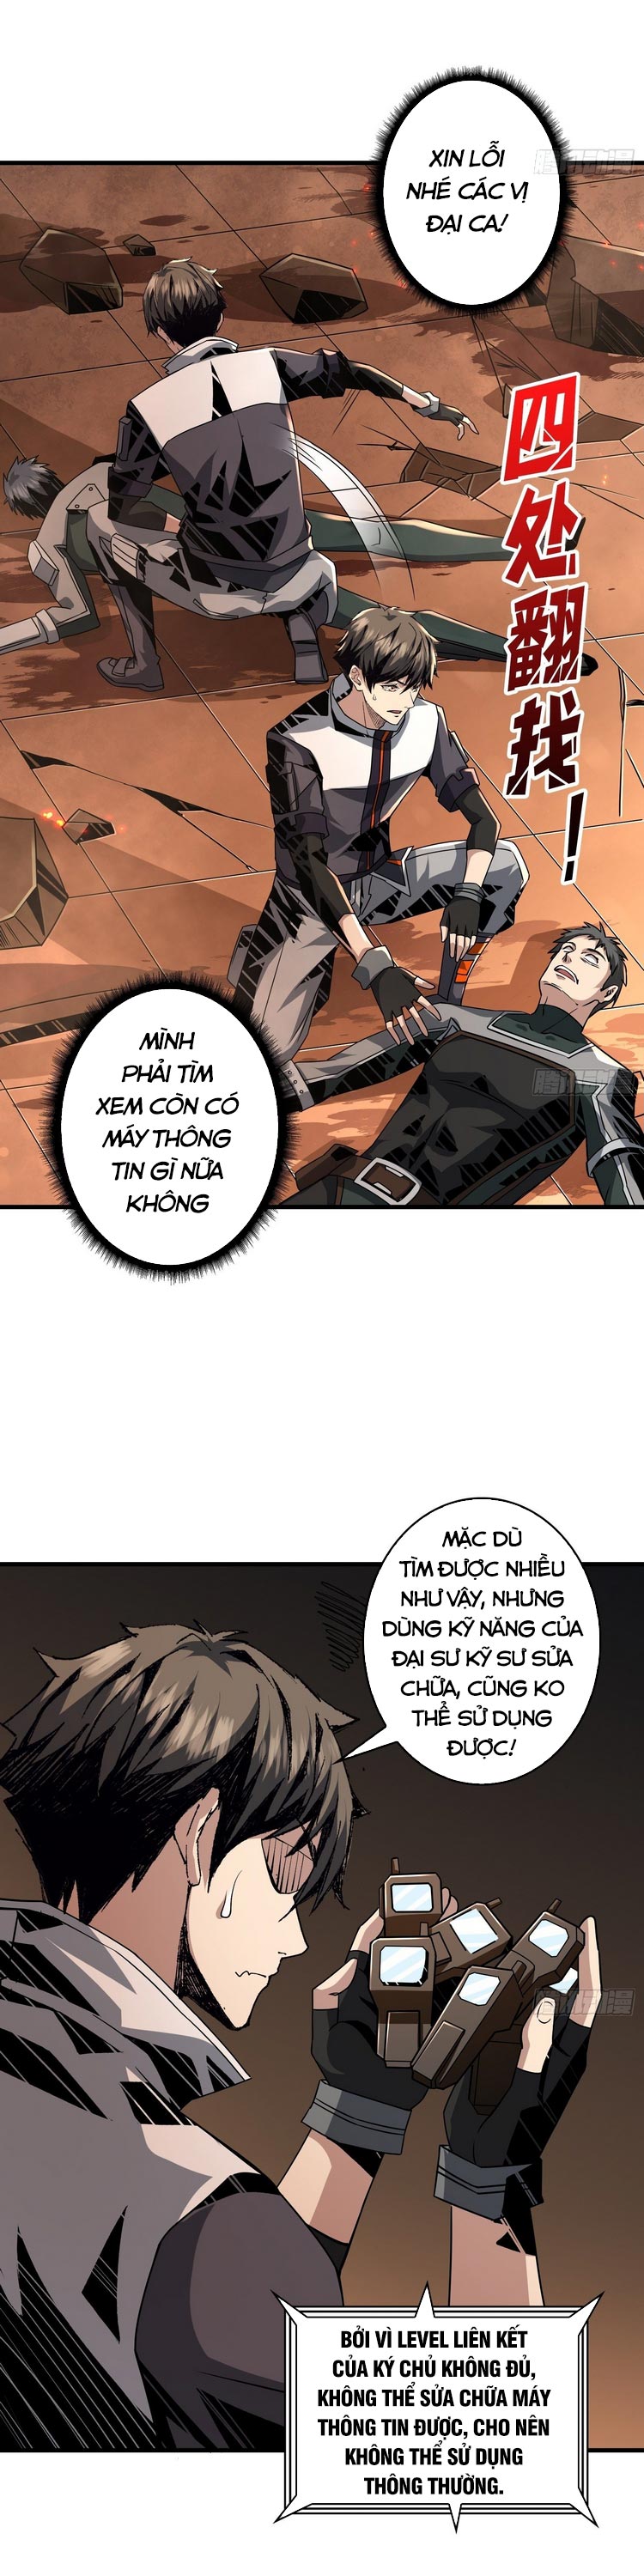 XIN LỖI
NHÉ CÁC VỊ
ĐẠI CA!
四处翻找!
MÌNH
PHẢI TÌM
XEM CÒN CÓ
MÁY THÔNG
TIN GÌ NỮA
KHÔNG
MẶC DÙ
TÌM ĐƯỢC NHIỀU
NHƯ VẬY, NHƯNG
DÙNG KỸ NĂNG CỦA
ĐẠI SƯ KỸ SƯ SỬA
CHỮA, CŨNG KO
THỂ SỬ DỤNG
ĐƯỢC!
BỞI VÌ LEVEL LIÊN KẾT
CỦA KÝ CHỦ KHÔNG ĐỦ,
KHÔNG THỂ SỬA CHỮA MÁY
THÔNG TIN ĐƯỢC, CHO NÊN
KHÔNG THỂ SỬ DỤNG
THÔNG THƯỜNG.